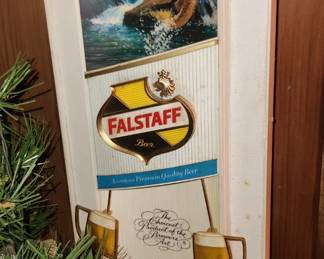 FALSTAFF
Beer
America's Premium Quality Beer
The
Choicest
Product of the
Brewers'
Art